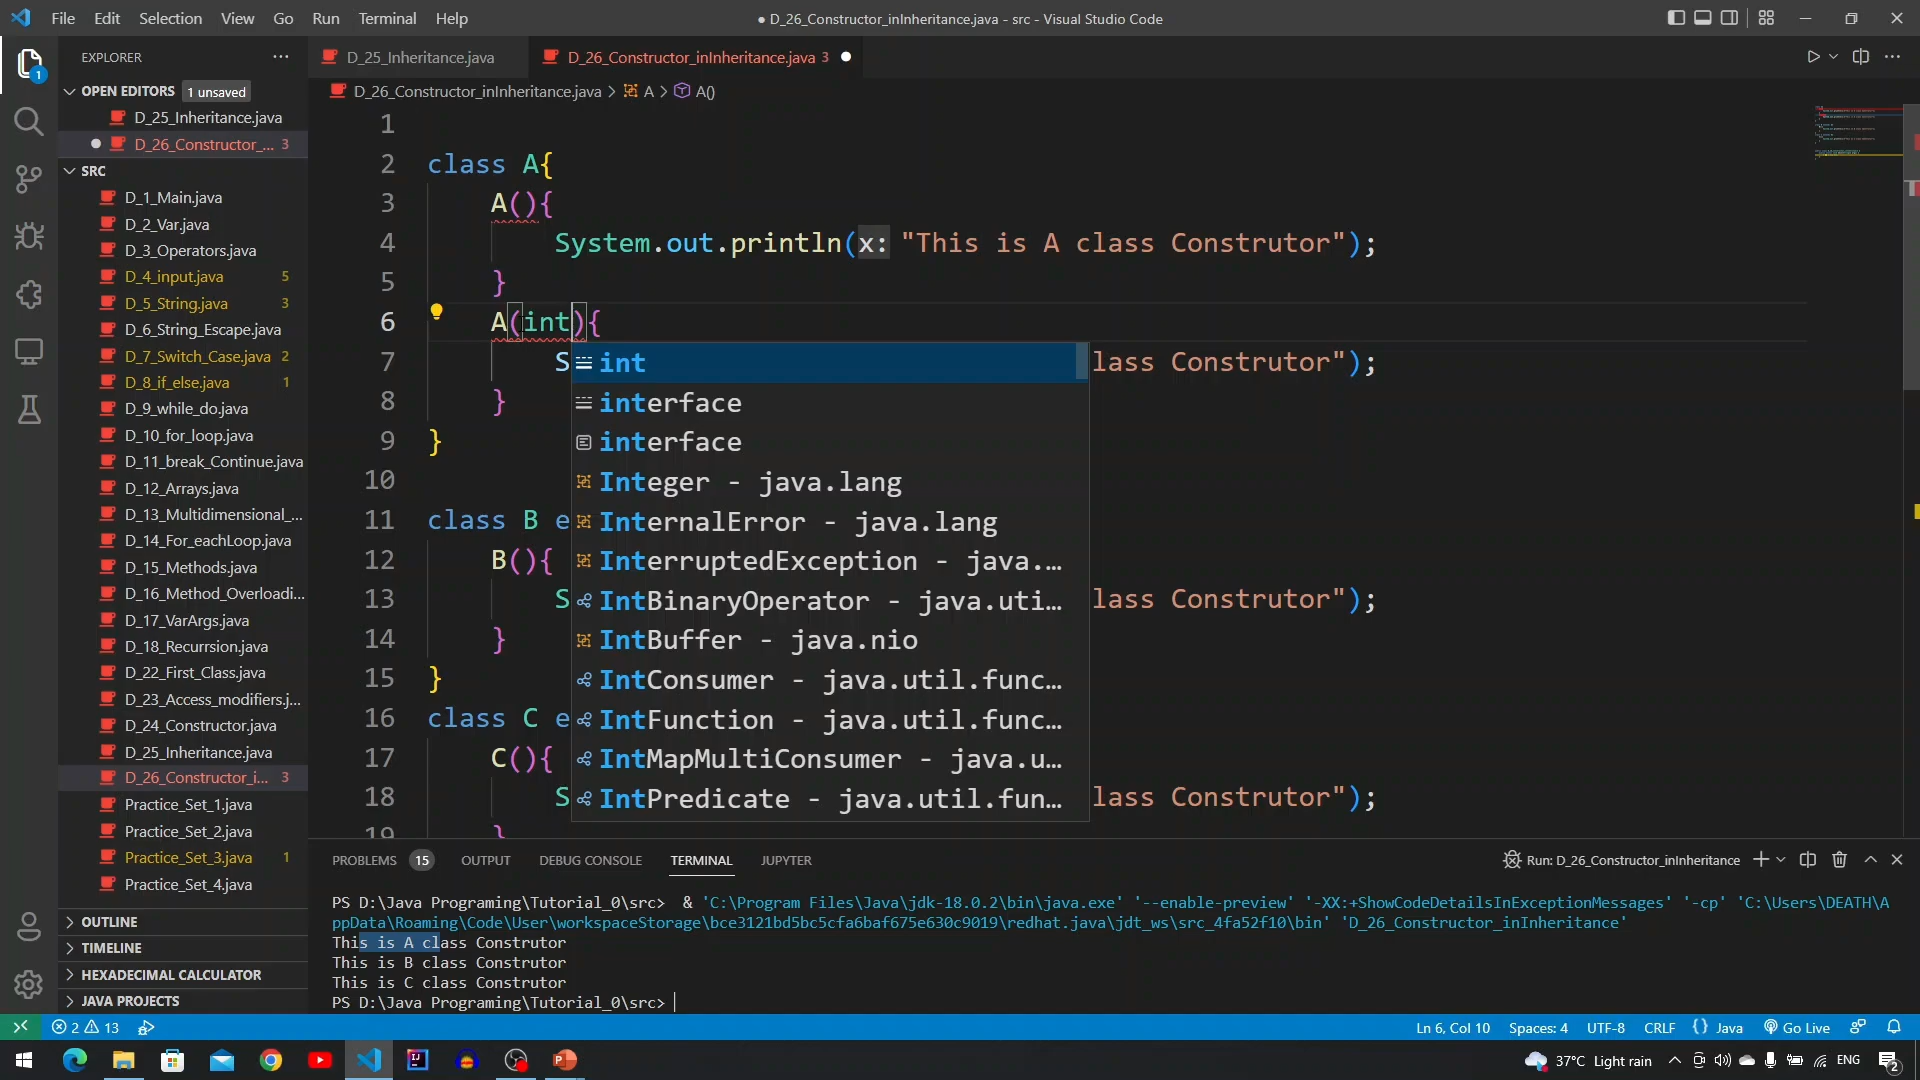 File Edit Selection View Go Run Terminal Help
● D_26_Constructor_inInheritance.java - src - Visual Studio Code
EXPLORER
D_25_Inheritance.java
D_26_Constructor_inInheritance.java 3
OPEN EDITORS 1 unsaved
D_26_Constructor_inInheritance.java > A > A()
D_25_Inheritance.java
D_26_Constructor_... 3
SRC
D_1_Main.java
D_2_Var.java
D_3_Operators.java
D_4_input.java 5
D_5_String.java 3
D_6_String_Escape.java
D_7_Switch_Case.java 2
D_8_if_else.java 1
D_9_while_do.java
D_10_for_loop.java
D_11_break_Continue.java
D_12_Arrays.java
D_13_Multidimensional_...
D_14_For_eachLoop.java
D_15_Methods.java
D_16_Method_Overloadi...
D_17_VarArgs.java
D_18_Recurrsion.java
D_22_First_Class.java
D_23_Access_modifiers.j...
D_24_Constructor.java
D_25_Inheritance.java
D_26_Constructor_i... 3
Practice_Set_1.java
Practice_Set_2.java
Practice_Set_3.java 1
Practice_Set_4.java
OUTLINE
TIMELINE
HEXADECIMAL CALCULATOR
JAVA PROJECTS
1
2 class A{
3 A(){
4 System.out.println(x: "This is A class Construtor");
5 }
6 A(int){
7 S lass Construtor");
8 }
9 }
10
11 class B e
12 B(){
13 S lass Construtor");
14 }
15 }
16 class C e
17 C(){
18 S lass Construtor");
19 }
int
interface
interface
Integer - java.lang
InternalError - java.lang
InterruptedException - java.…
IntBinaryOperator - java.uti…
IntBuffer - java.nio
IntConsumer - java.util.func…
IntFunction - java.util.func…
IntMapMultiConsumer - java.u…
IntPredicate - java.util.fun…
PROBLEMS 15 OUTPUT DEBUG CONSOLE TERMINAL JUPYTER
Run: D_26_Constructor_inInheritance
PS D:\Java Programing\Tutorial_0\src> & 'C:\Program Files\Java\jdk-18.0.2\bin\java.exe' '--enable-preview' '-XX:+ShowCodeDetailsInExceptionMessages' '-cp' 'C:\Users\DEATH\A
ppData\Roaming\Code\User\workspaceStorage\bce3121bd5bc5cfa6baf675e630c9019\redhat.java\jdt_ws\src_4fa52f10\bin' 'D_26_Constructor_inInheritance'
This is A class Construtor
This is B class Construtor
This is C class Construtor
PS D:\Java Programing\Tutorial_0\src>
2 13
Ln 6, Col 10 Spaces: 4 UTF-8 CRLF {} Java Go Live
37°C Light rain ENG 2